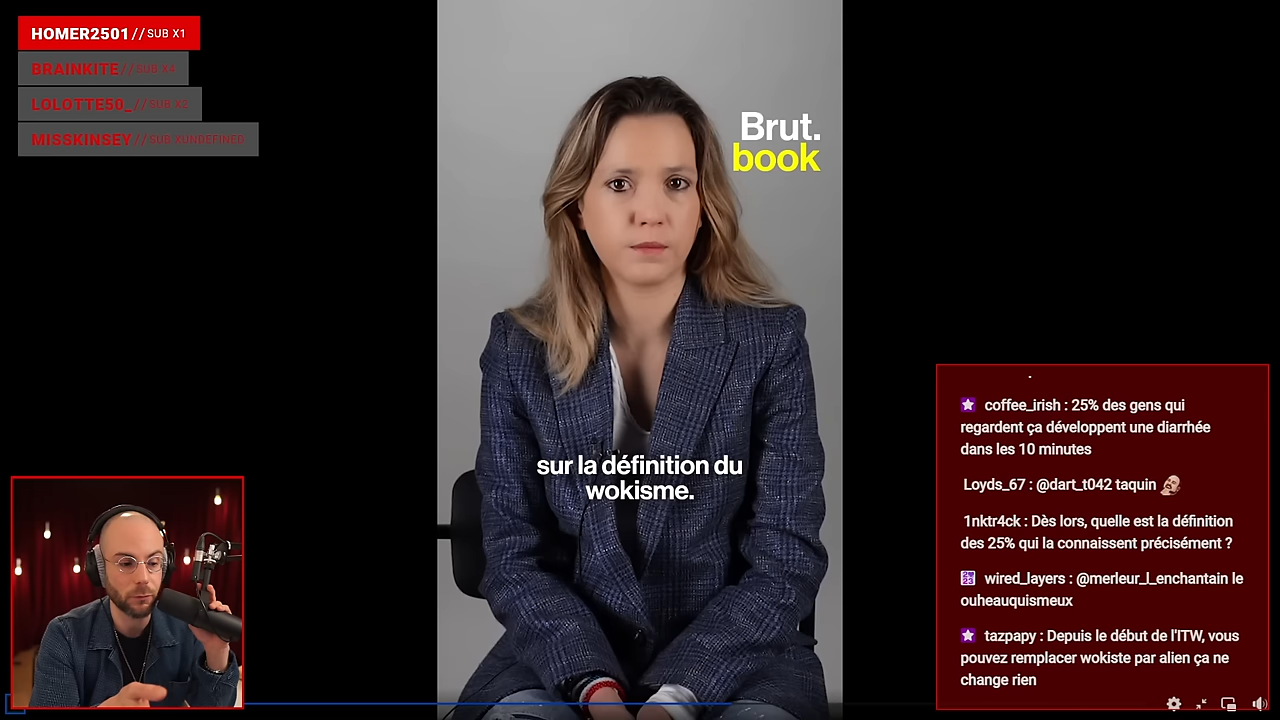 HOMER2501 // SUB X1
BRAINKITE // SUB X4
LOLOTTE50_ // SUB X2
MISSKINSEY // SUB XUNDEFINED
Brut.
book
sur la définition du
wokisme.
coffee_irish : 25% des gens qui
regardent ça développent une diarrhée
dans les 10 minutes
Loyds_67 : @dart_t042 taquin
1nktr4ck : Dès lors, quelle est la définition
des 25% qui la connaissent précisément ?
wired_layers : @merleur_l_enchantain le
ouheauquismeux
tazpapy : Depuis le début de l'ITW, vous
pouvez remplacer wokiste par alien ça ne
change rien